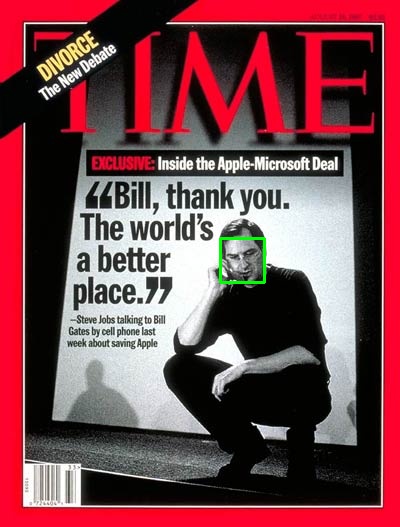 DIVORCE
The New Debate
TIME
EXCLUSIVE: Inside the Apple-Microsoft Deal
“Bill, thank you.
The world's
a better
place.”
—Steve Jobs talking to Bill
Gates by cell phone last
week about saving Apple